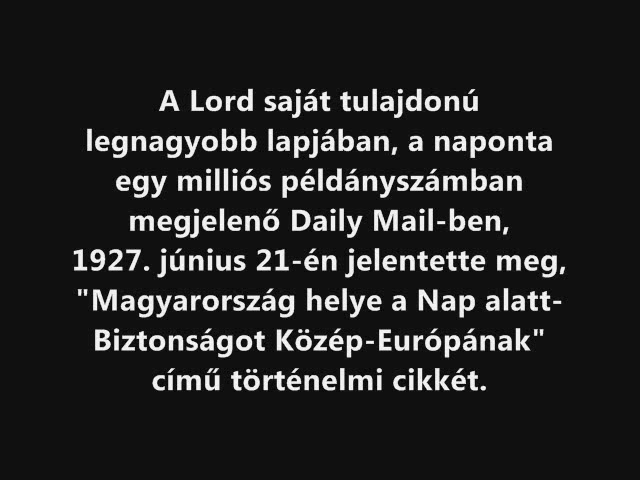 A Lord saját tulajdonú
legnagyobb lapjában, a naponta
egy milliós példányszámban
megjelenő Daily Mail-ben,
1927. június 21-én jelentette meg,
"Magyarország helye a Nap alatt-
Biztonságot Közép-Európának"
című történelmi cikkét.